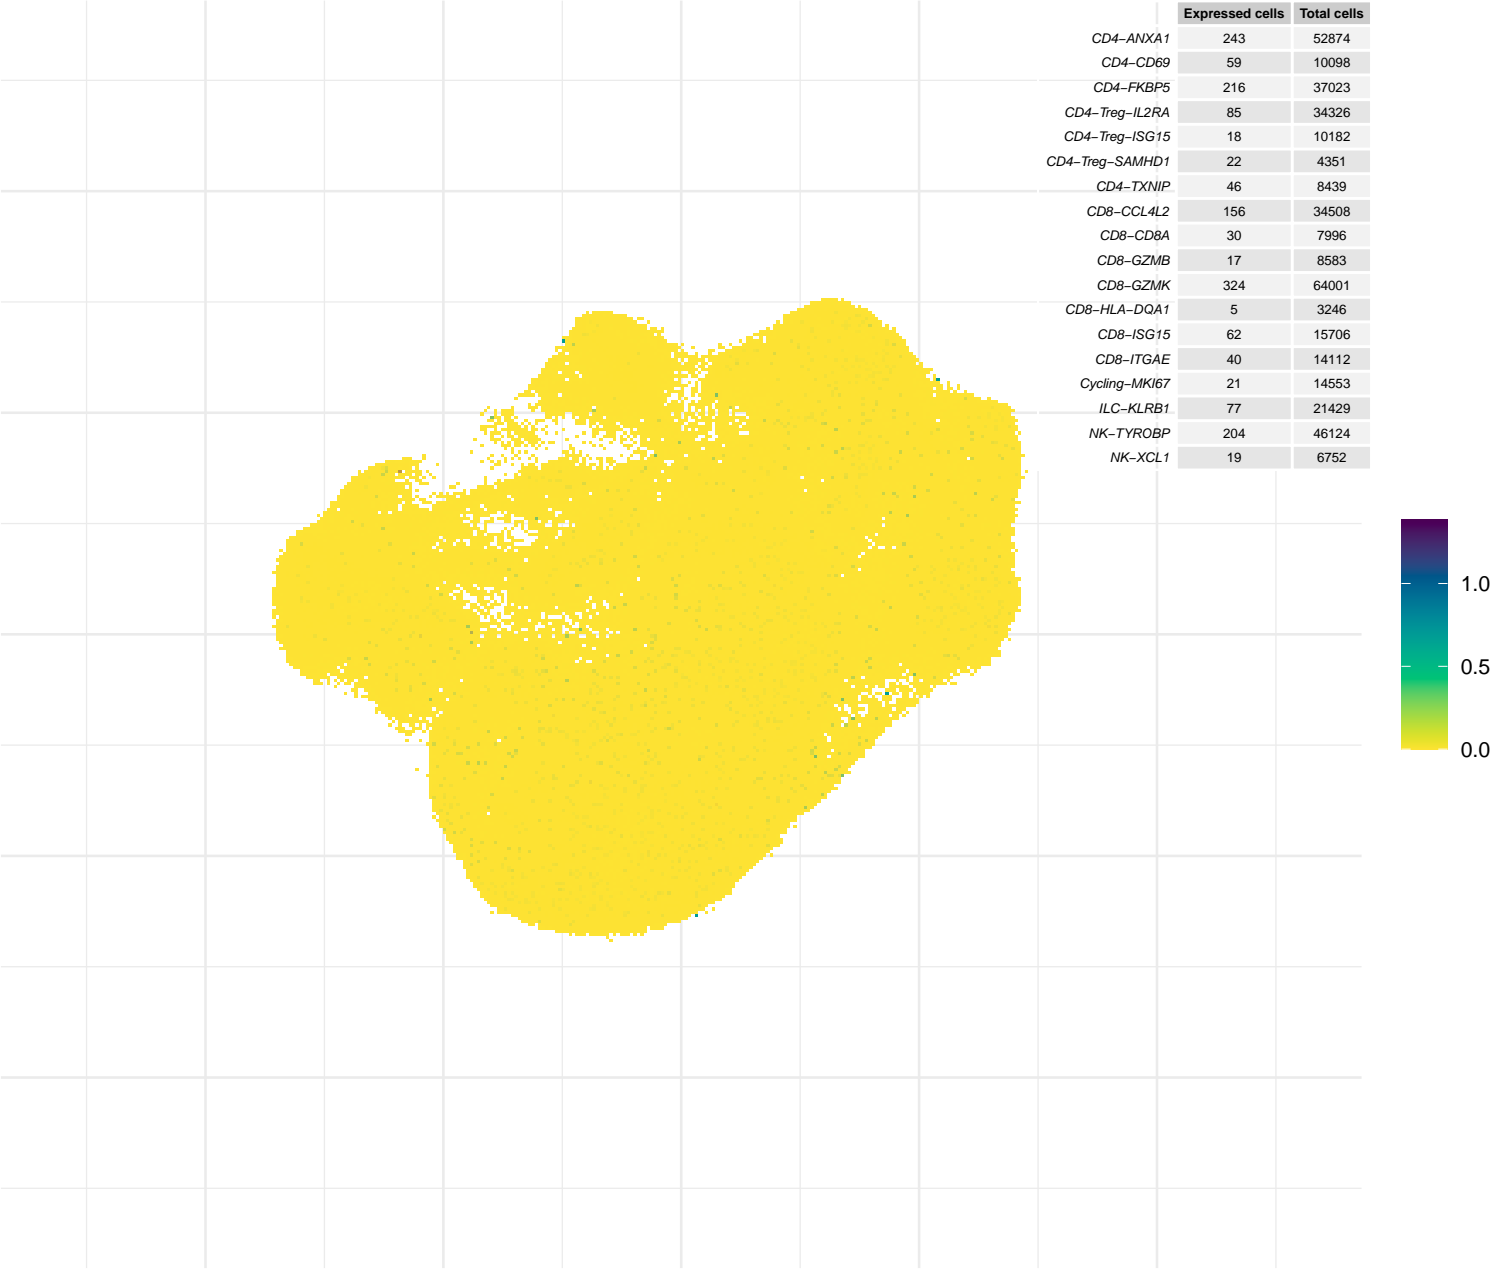 Expressed cells Total cells
CD4−ANXA1 243 52874
CD4−CD69 59 10098
CD4−FKBP5 216 37023
CD4−Treg−IL2RA 85 34326
CD4−Treg−ISG15 18 10182
CD4−Treg−SAMHD1 22 4351
CD4−TXNIP 46 8439
CD8−CCL4L2 156 34508
CD8−CD8A 30 7996
CD8−GZMB 17 8583
CD8−GZMK 324 64001
CD8−HLA−DQA1 5 3246
CD8−ISG15 62 15706
CD8−ITGAE 40 14112
Cycling−MKI67 21 14553
ILC−KLRB1 77 21429
NK−TYROBP 204 46124
NK−XCL1 19 6752
1.0
0.5
0.0